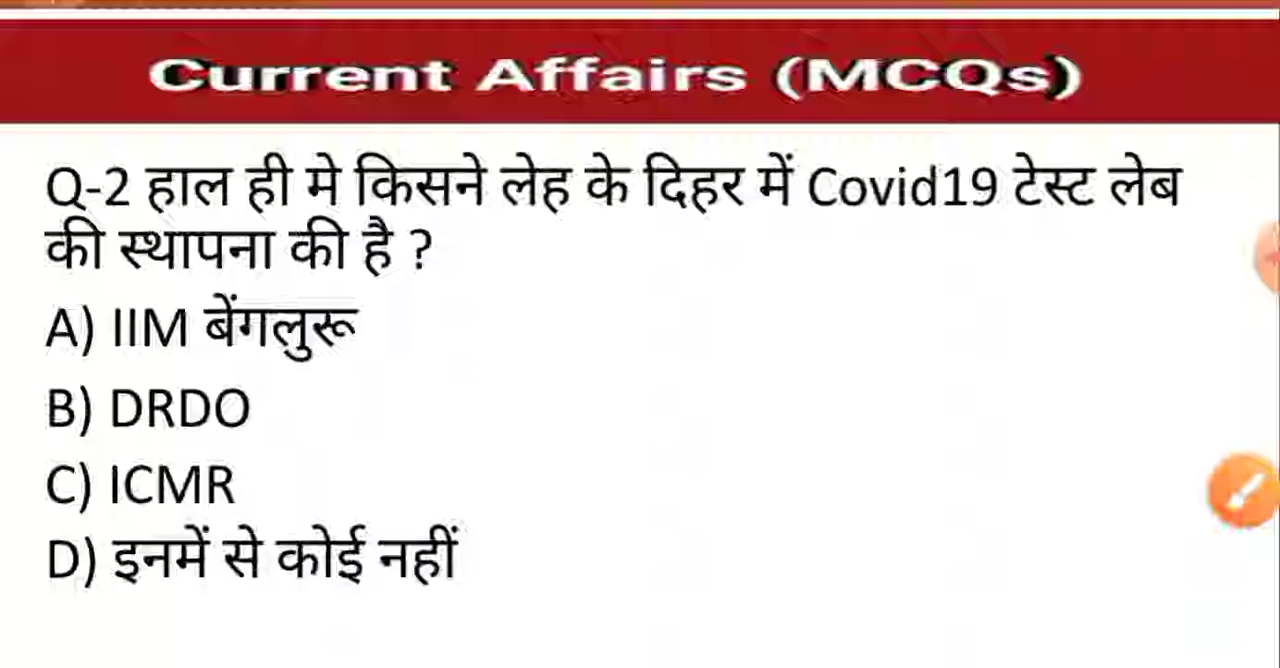 Current Affairs (MCQs)
Q-2 हाल ही मे किसने लेह के दिहर में Covid19 टेस्ट लेब
की स्थापना की है ?
A) IIM बेंगलुरू
B) DRDO
C) ICMR
D) इनमें से कोई नहीं